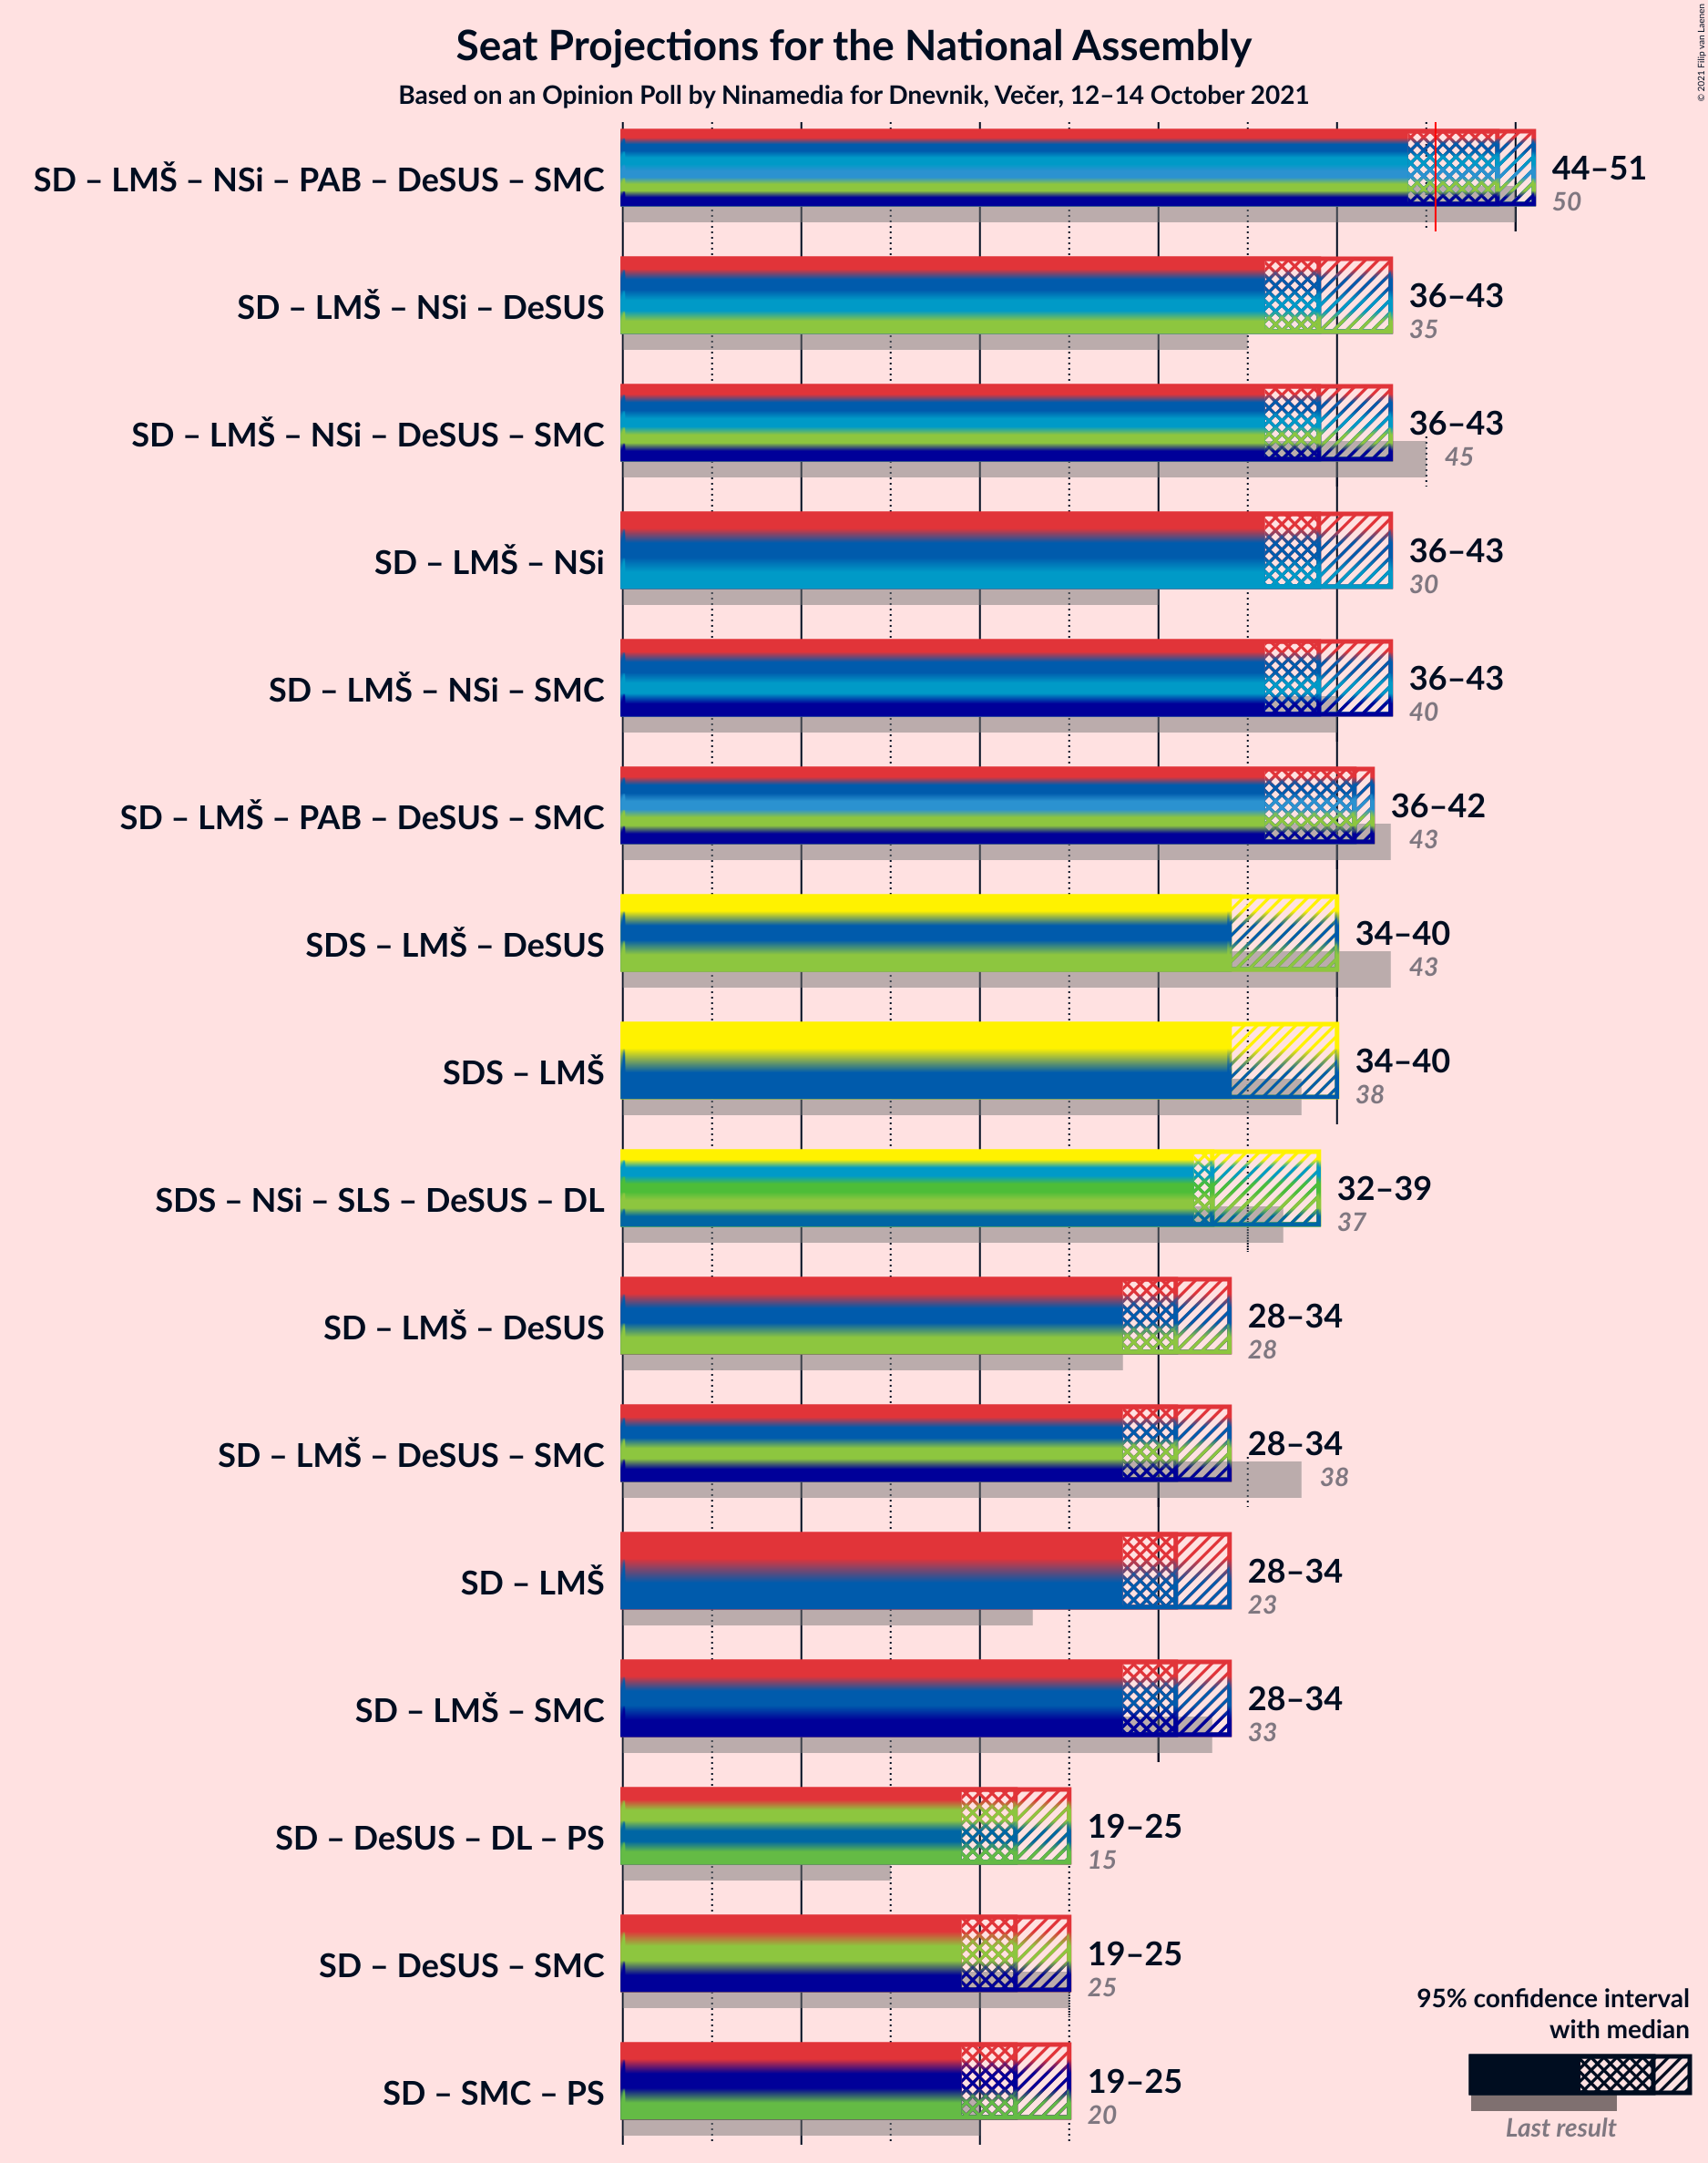 Seat Projections for the National Assembly
Based on an Opinion Poll by Ninamedia for Dnevnik, Večer, 12–14 October 2021
© 2021 Filip van Laenen
SD – LMŠ – NSi – PAB – DeSUS – SMC
44–51
50
SD – LMŠ – NSi – DeSUS
36–43
35
SD – LMŠ – NSi – DeSUS – SMC
36–43
45
SD – LMŠ – NSi
36–43
30
SD – LMŠ – NSi – SMC
36–43
40
SD – LMŠ – PAB – DeSUS – SMC
36–42
43
SDS – LMŠ – DeSUS
34–40
43
SDS – LMŠ
34–40
38
SDS – NSi – SLS – DeSUS – DL
32–39
37
SD – LMŠ – DeSUS
28–34
28
SD – LMŠ – DeSUS – SMC
28–34
38
SD – LMŠ
28–34
23
SD – LMŠ – SMC
28–34
33
SD – DeSUS – DL – PS
19–25
15
SD – DeSUS – SMC
19–25
25
SD – SMC – PS
19–25
20
95% confidence interval
with median
Last result